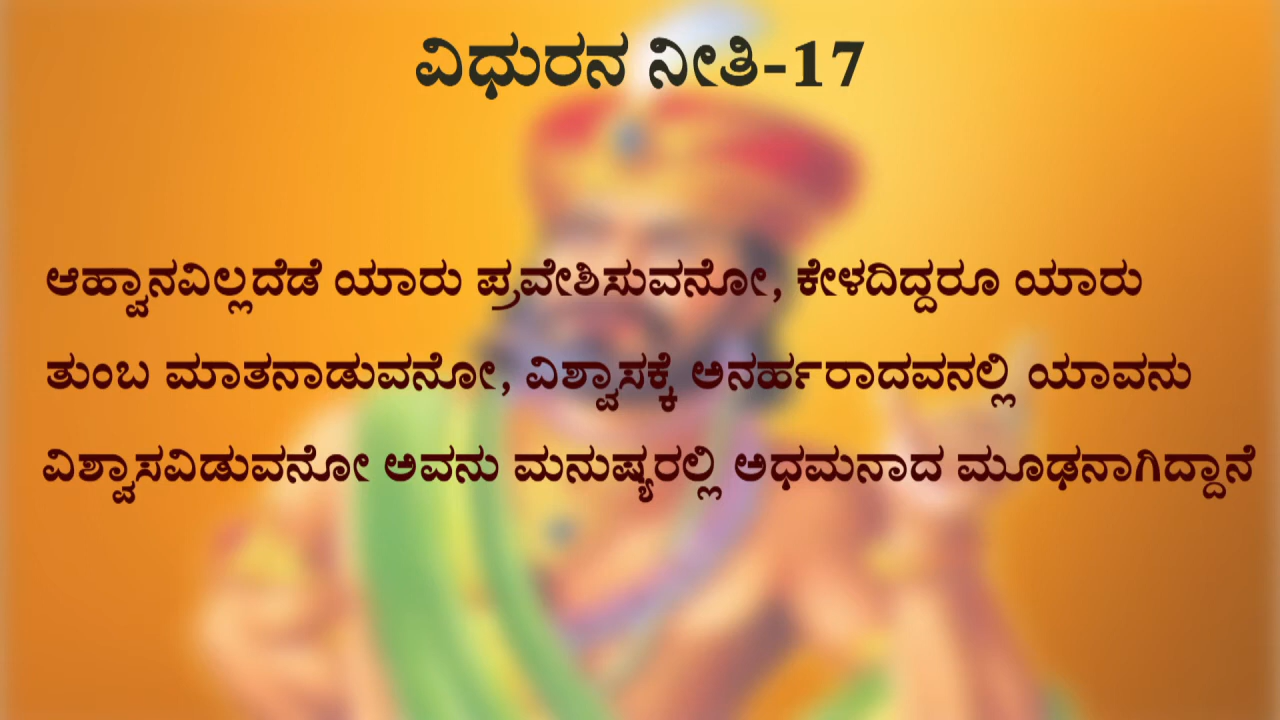 ವಿಧುರನ ನೀತಿ-17
ಆಹ್ವಾನವಿಲ್ಲದೆಡೆ ಯಾರು ಪ್ರವೇಶಿಸುವನೋ, ಕೇಳದಿದ್ದರೂ ಯಾರು
ತುಂಬ ಮಾತನಾಡುವನೋ, ವಿಶ್ವಾಸಕ್ಕೆ ಅನರ್ಹರಾದವನಲ್ಲಿ ಯಾವನು
ವಿಶ್ವಾಸವಿಡುವನೋ ಅವನು ಮನುಷ್ಯರಲ್ಲಿ ಅಧಮನಾದ ಮೂಢನಾಗಿದ್ದಾನೆ